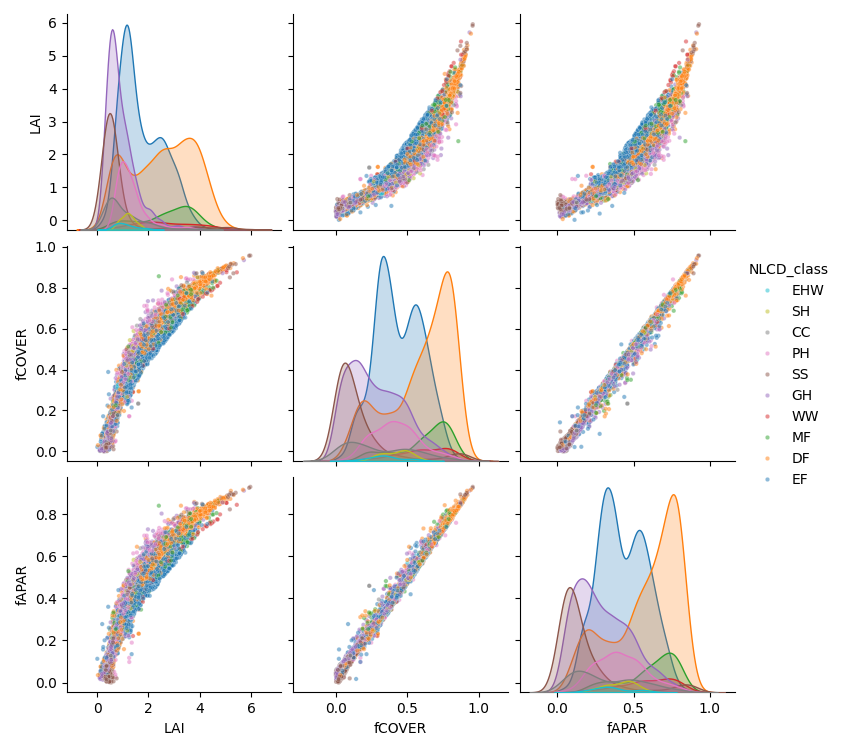 6
5
4
3
2
1
0
LAI
1.0
0.8
0.6
0.4
0.2
0.0
fCOVER
NLCD_class
EHW
SH
CC
PH
SS
GH
WW
MF
DF
EF
0.8
0.6
0.4
0.2
0.0
fAPAR
0 2 4 6
0.0 0.5 1.0
0.0 0.5 1.0
LAI
fCOVER
fAPAR